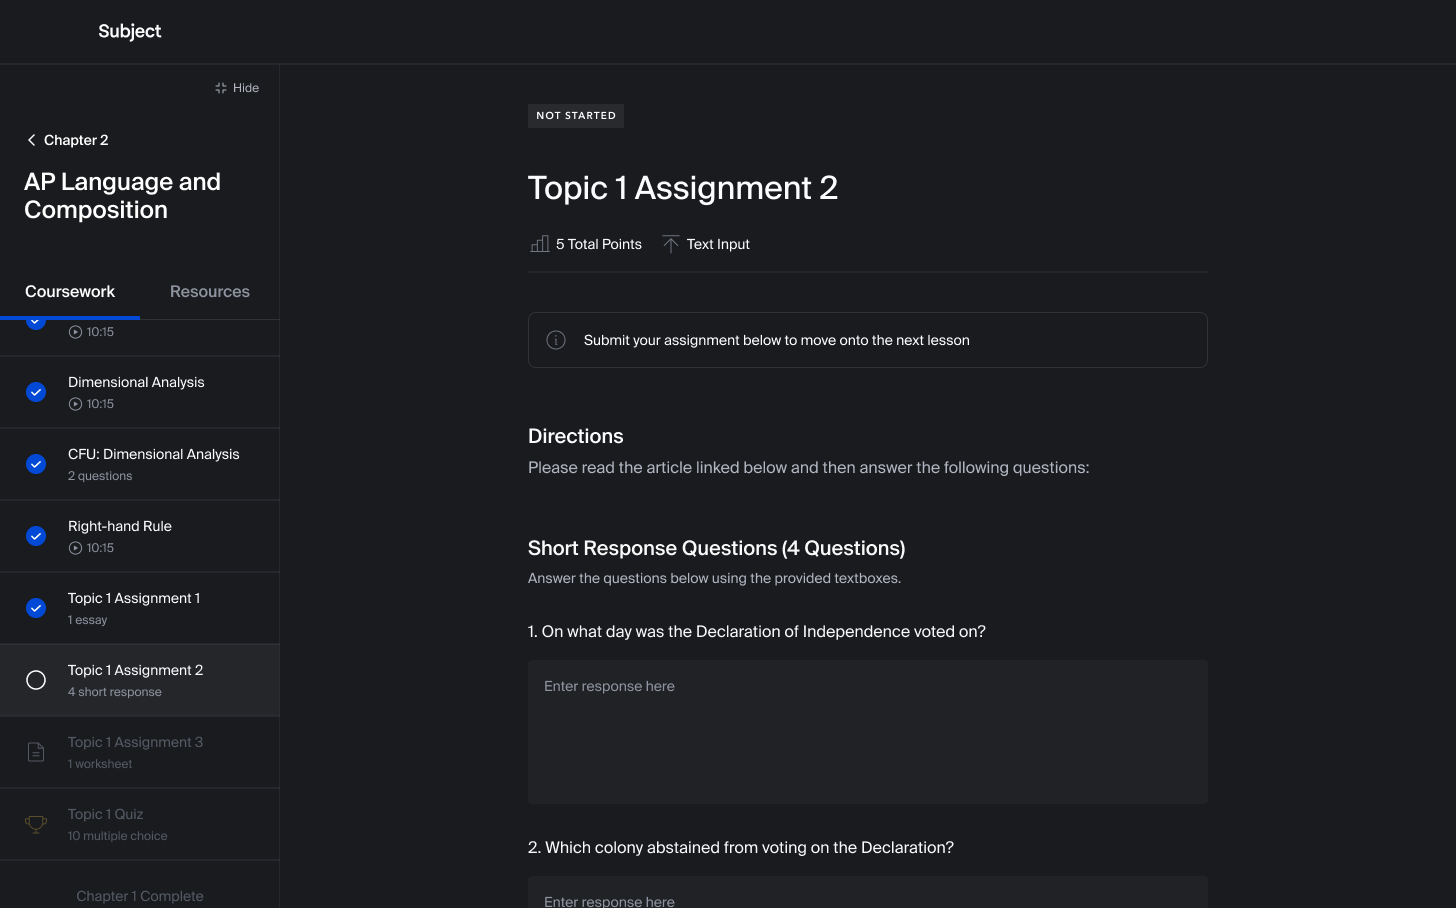 Subject
Hide
Chapter 2
AP Language and
Composition
Coursework
Resources
10:15
Dimensional Analysis
10:15
CFU: Dimensional Analysis
2 questions
Right-hand Rule
10:15
Topic 1 Assignment 1
1 essay
Topic 1 Assignment 2
4 short response
Topic 1 Assignment 3
1 worksheet
Topic 1 Quiz
10 multiple choice
Chapter 1 Complete
NOT STARTED
Topic 1 Assignment 2
5 Total Points
Text Input
Submit your assignment below to move onto the next lesson
Directions
Please read the article linked below and then answer the following questions:
Short Response Questions (4 Questions)
Answer the questions below using the provided textboxes.
1. On what day was the Declaration of Independence voted on?
Enter response here
2. Which colony abstained from voting on the Declaration?
Enter response here